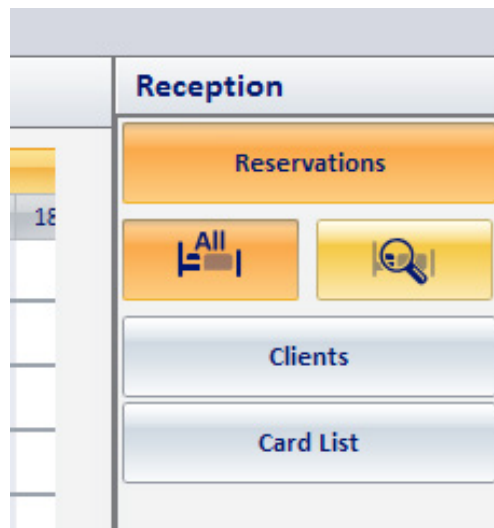 Reception
Reservations
18
All
Clients
Card List